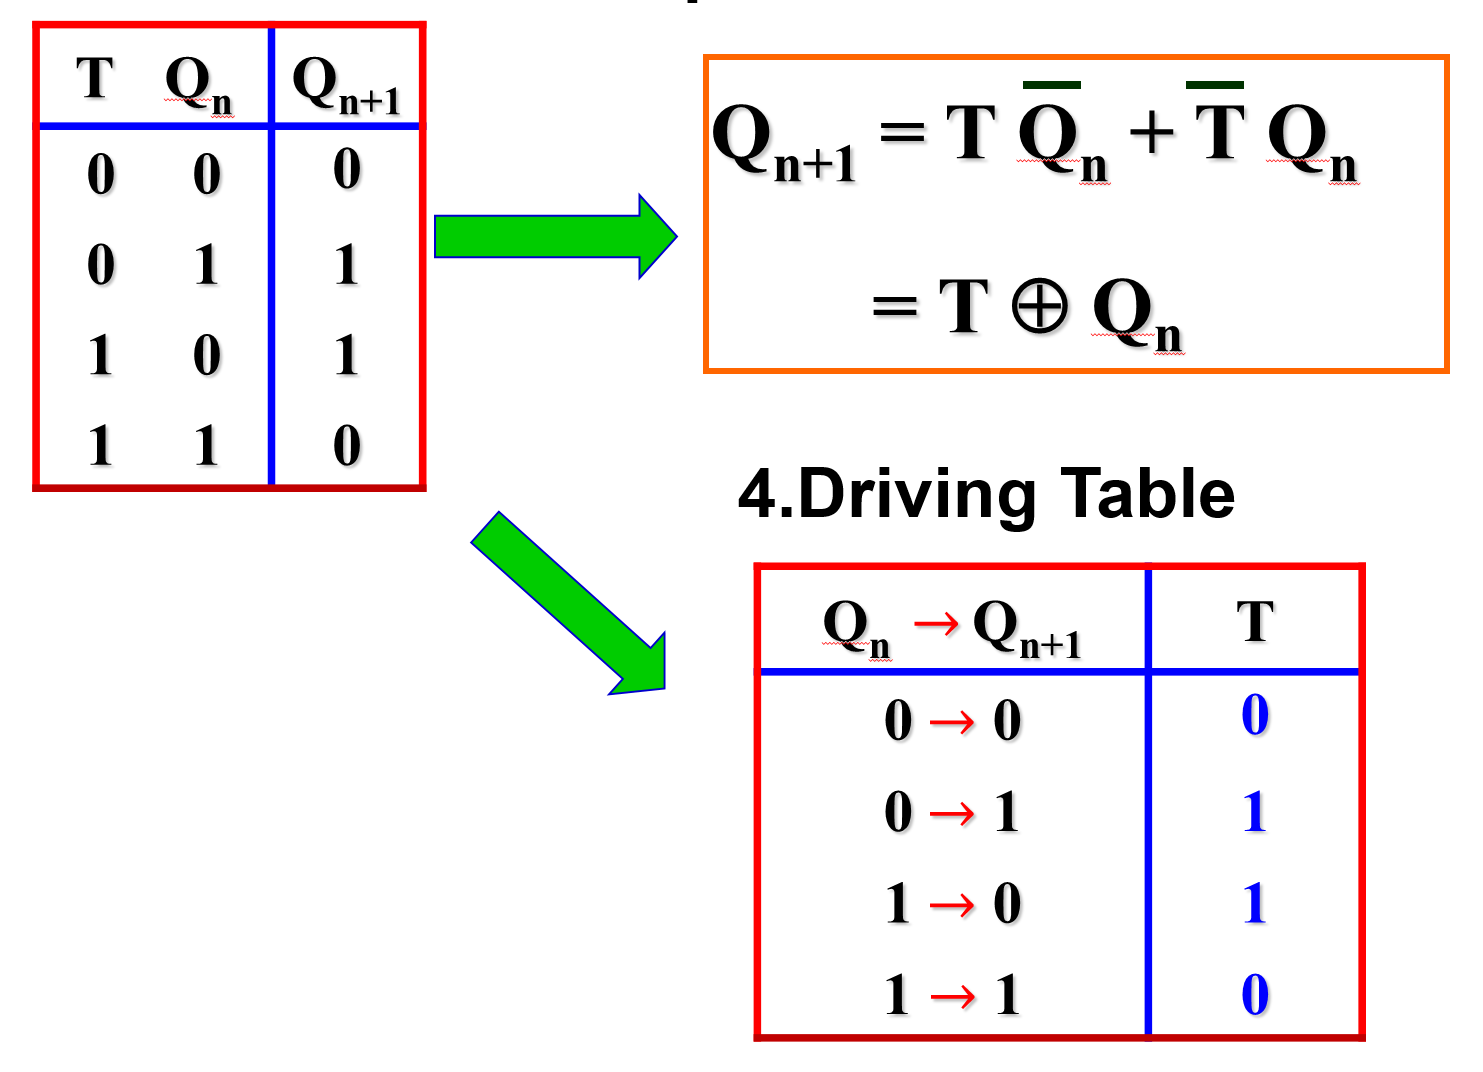 T Qn Qn+1
0 0 0
0 1 1
1 0 1
1 1 0
Qn+1 = T Q̅n + T̅ Qn
= T ⊕ Qn
4.Driving Table
Qn → Qn+1 T
0 → 0 0
0 → 1 1
1 → 0 1
1 → 1 0